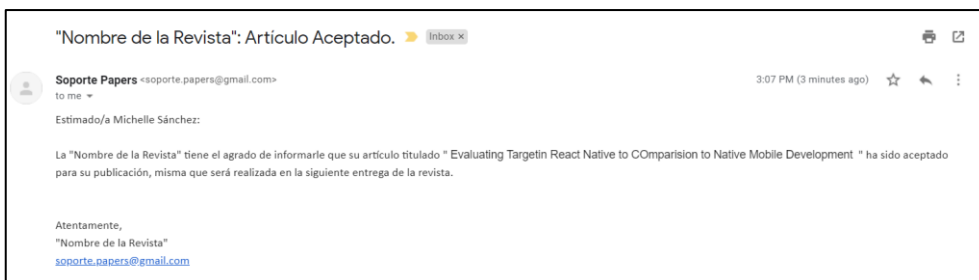 "Nombre de la Revista": Artículo Aceptado.
Inbox ×
Soporte Papers <soporte.papers@gmail.com>
3:07 PM (3 minutes ago)
to me
Estimado/a Michelle Sánchez:
La "Nombre de la Revista" tiene el agrado de informarle que su artículo titulado " Evaluating Targetin React Native to COmparision to Native Mobile Development " ha sido aceptado
para su publicación, misma que será realizada en la siguiente entrega de la revista.
Atentamente,
"Nombre de la Revista"
soporte.papers@gmail.com